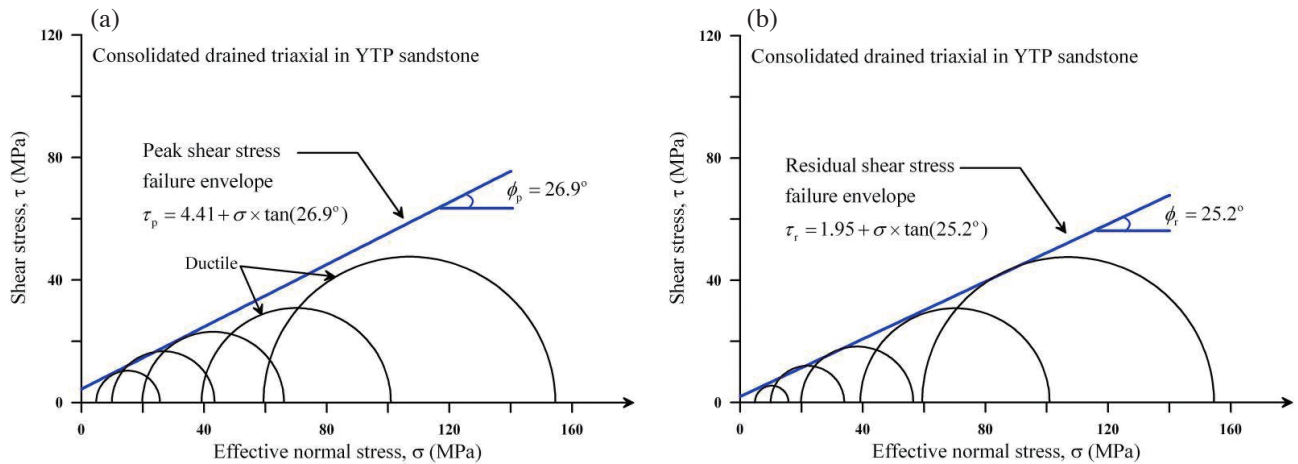 (a)
120
Consolidated drained triaxial in YTP sandstone
80
Peak shear stress
failure envelope
τp = 4.41 + σ × tan(26.9°)
ϕp = 26.9°
Ductile
40
0
Shear stress, τ (MPa)
0 40 80 120 160
Effective normal stress, σ (MPa)
(b)
120
Consolidated drained triaxial in YTP sandstone
80
Residual shear stress
failure envelope
τr = 1.95 + σ × tan(25.2°)
ϕr = 25.2°
40
0
Shear stress, τ (MPa)
0 40 80 120 160
Effective normal stress, σ (MPa)